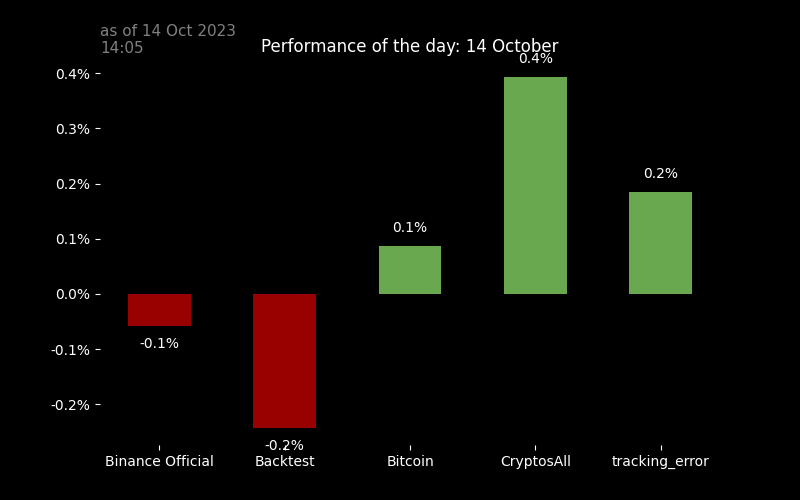 as of 14 Oct 2023
14:05
Performance of the day: 14 October
0.4%
0.3%
0.2%
0.1%
0.0%
-0.1%
-0.2%
-0.1%
-0.2%
0.1%
0.4%
0.2%
Binance Official
Backtest
Bitcoin
CryptosAll
tracking_error